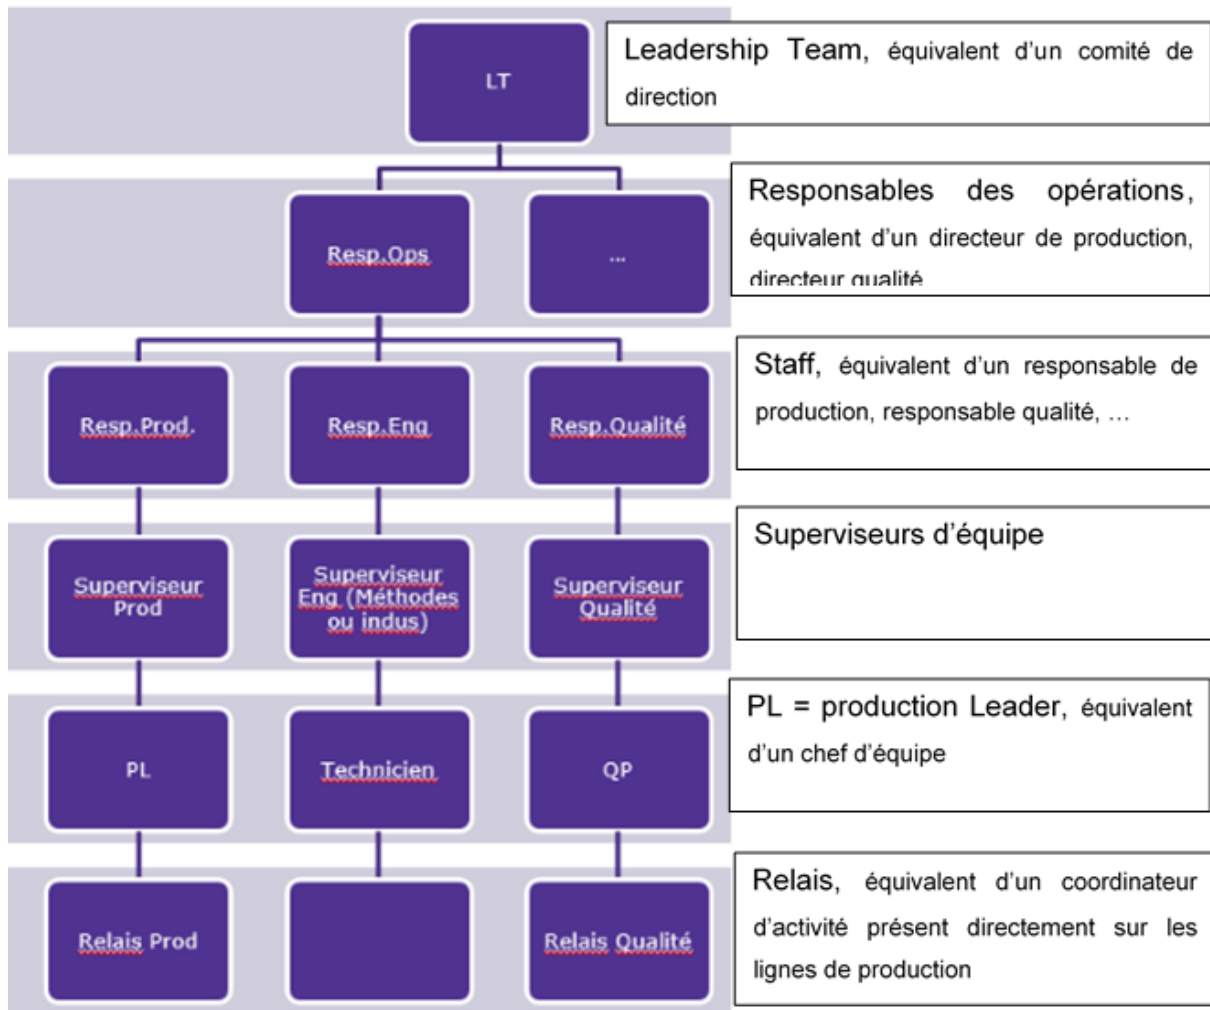 LT
Leadership Team, équivalent d’un comité de
direction
Resp.Ops
...
Responsables des opérations,
équivalent d’un directeur de production,
directeur qualité
Resp.Prod.
Resp.Eng
Resp.Qualité
Staff, équivalent d’un responsable de
production, responsable qualité, …
Superviseur
Prod
Superviseur
Eng (Méthodes
ou indus)
Superviseur
Qualité
Superviseurs d’équipe
PL
Technicien
QP
PL = production Leader, équivalent
d’un chef d’équipe
Relais Prod
Relais Qualité
Relais, équivalent d’un coordinateur
d’activité présent directement sur les
lignes de production